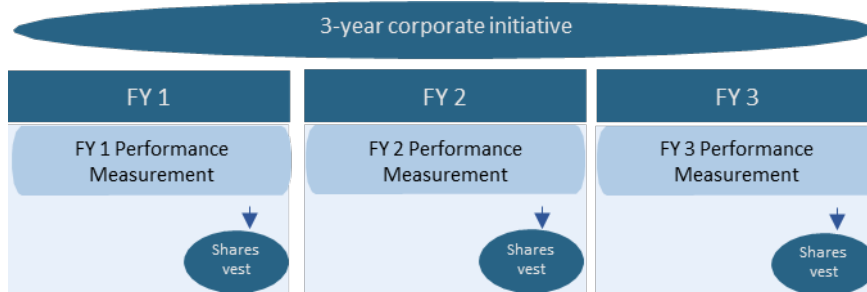 3-year corporate initiative
FY 1
FY 2
FY 3
FY 1 Performance
Measurement
FY 2 Performance
Measurement
FY 3 Performance
Measurement
Shares
vest
Shares
vest
Shares
vest